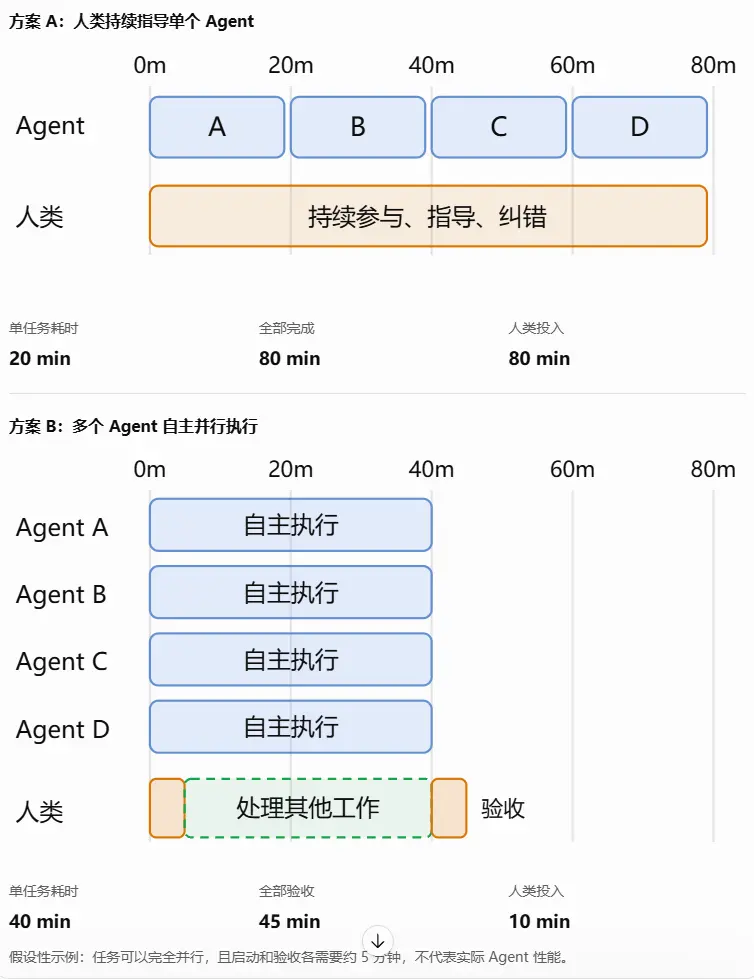 方案 A：人类持续指导单个 Agent
0m 20m 40m 60m 80m
Agent A B C D
人类 持续参与、指导、纠错
单任务耗时 全部完成 人类投入
20 min 80 min 80 min
方案 B：多个 Agent 自主并行执行
0m 20m 40m 60m 80m
Agent A 自主执行
Agent B 自主执行
Agent C 自主执行
Agent D 自主执行
人类 处理其他工作 验收
单任务耗时 全部验收 人类投入
40 min 45 min 10 min
假设性示例：任务可以完全并行，且启动和验收各需要约 5 分钟，不代表实际 Agent 性能。